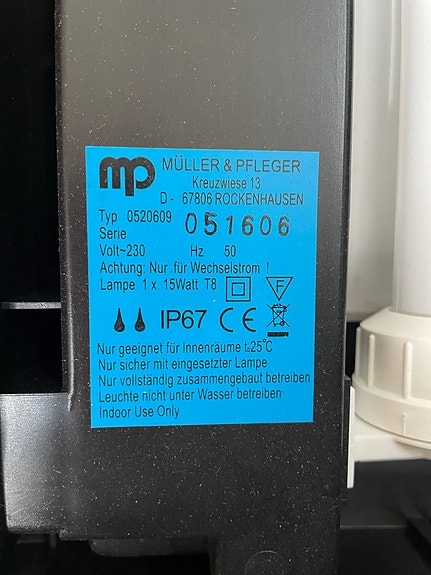 mp MÜLLER & PFLEGER
Kreuzwiese 13
D - 67806 ROCKENHAUSEN
Typ 0520609
Serie 051606
Volt~230 Hz 50
Achtung: Nur für Wechselstrom !
Lampe 1 x 15Watt T8 F
IP67 CE
Nur geeignet für Innenräume tₐ25°C
Nur sicher mit eingesetzter Lampe
Nur vollständig zusammengebaut betreiben
Leuchte nicht unter Wasser betreiben
Indoor Use Only